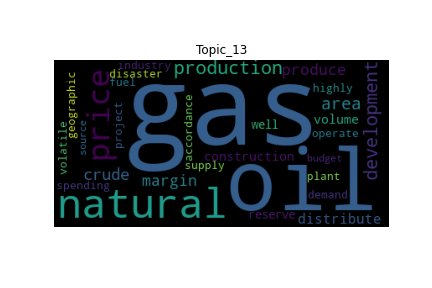 Topic_13
industry
disaster
fuel
production
produce
geographic
price
gas
highly
area
volume
operate
development
source
project
accordance
well
volatile
construction
budget
supply
crude
margin
plant
spending
oil
demand
natural
reserve
distribute